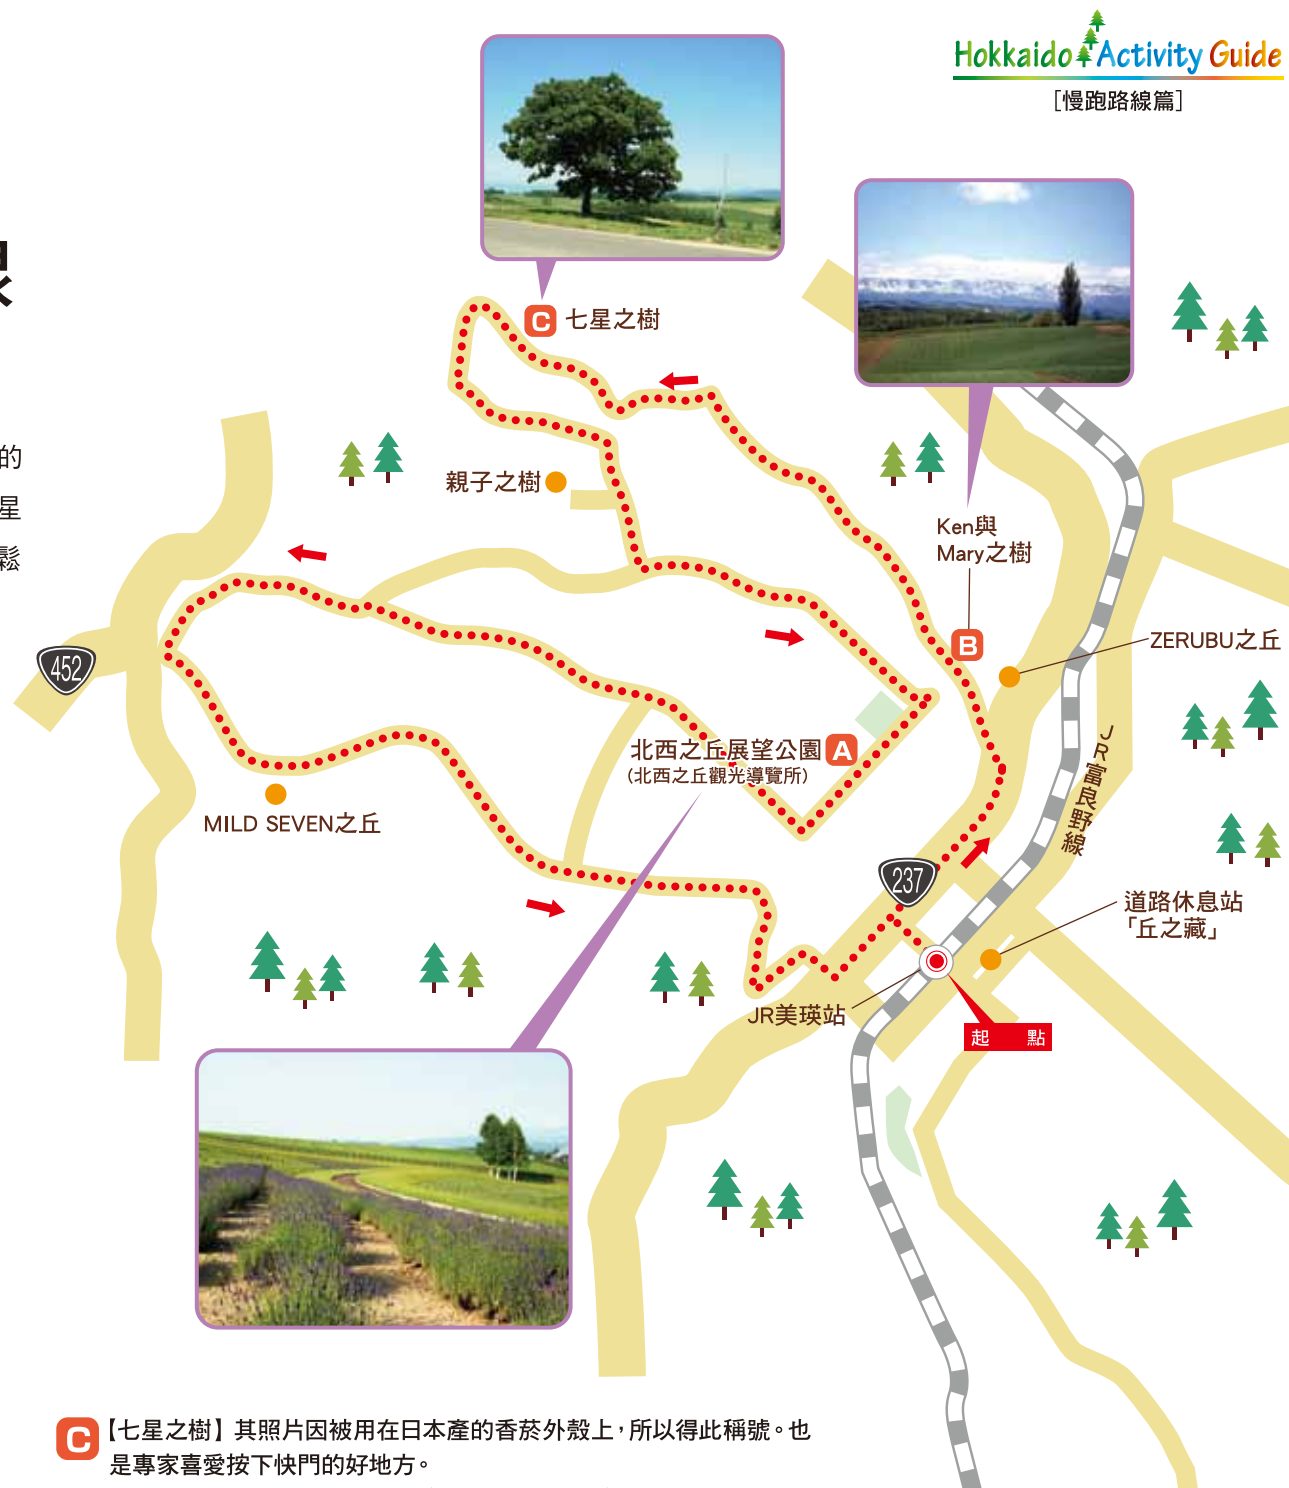 Hokkaido Activity Guide
[慢跑路線篇]
的
星
鬆
C 七星之樹
親子之樹
Ken與
Mary之樹
B
ZERUBU之丘
452
北西之丘展望公園 A
(北西之丘觀光導覽所)
JR富良野線
MILD SEVEN之丘
237
道路休息站
「丘之藏」
JR美瑛站
起 點
C 【七星之樹】其照片因被用在日本產的香菸外殼上,所以得此稱號。也
是專家喜愛按下快門的好地方。